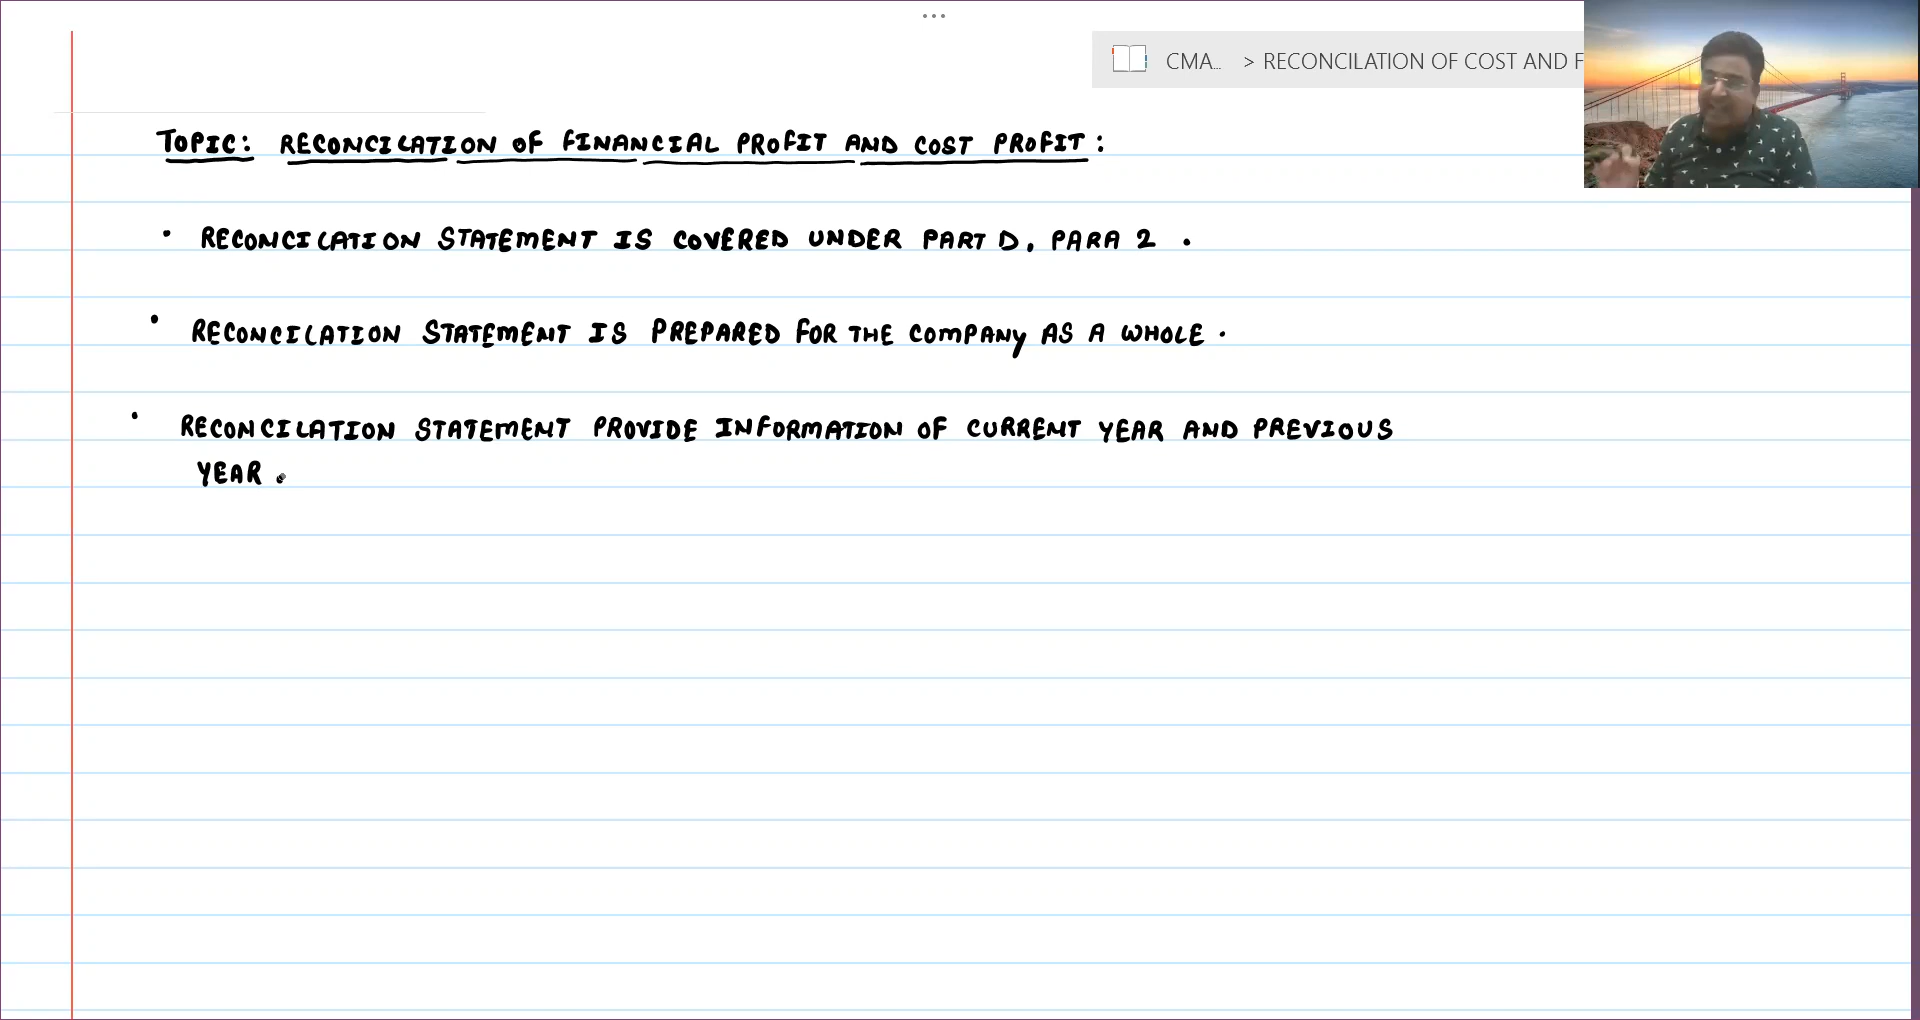 ...
CMA... > RECONCILATION OF COST AND F
TOPIC: RECONCILATION OF FINANCIAL PROFIT AND COST PROFIT:
• RECONCILATION STATEMENT IS COVERED UNDER PART D, PARA 2 .
• RECONCILATION STATEMENT IS PREPARED FOR THE COMPANY AS A WHOLE .
• RECONCILATION STATEMENT PROVIDE INFORMATION OF CURRENT YEAR AND PREVIOUS
YEAR .